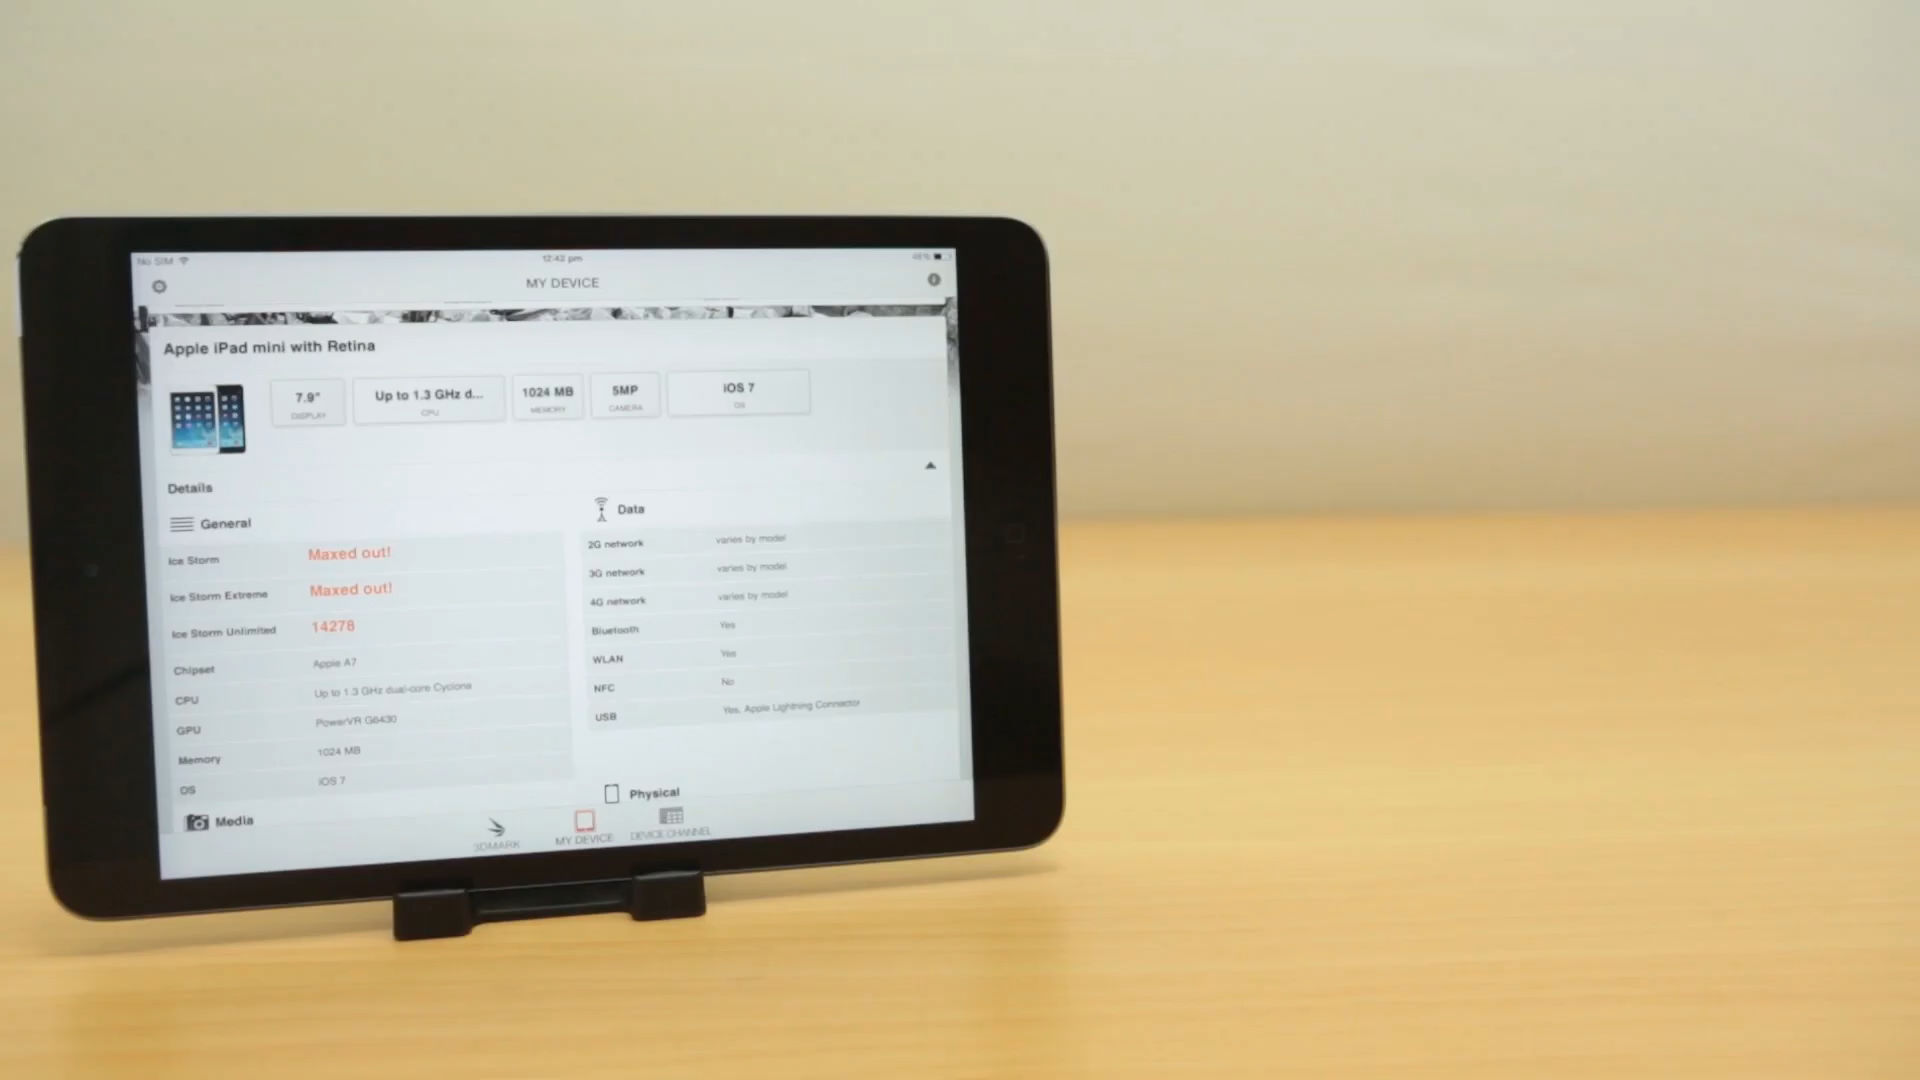 No SIM
12:42 pm
48%
MY DEVICE
Apple iPad mini with Retina
7.9"
DISPLAY
Up to 1.3 GHz d...
CPU
1024 MB
MEMORY
5MP
CAMERA
iOS 7
OS
Details
General
Ice Storm Maxed out!
Ice Storm Extreme Maxed out!
Ice Storm Unlimited 14278
Chipset Apple A7
CPU Up to 1.3 GHz dual-core Cyclone
GPU PowerVR G6430
Memory 1024 MB
OS iOS 7
Media
Data
2G network varies by model
3G network varies by model
4G network varies by model
Bluetooth Yes
WLAN Yes
NFC No
USB Yes, Apple Lightning Connector
Physical
3DMARK
MY DEVICE
DEVICE CHANNEL